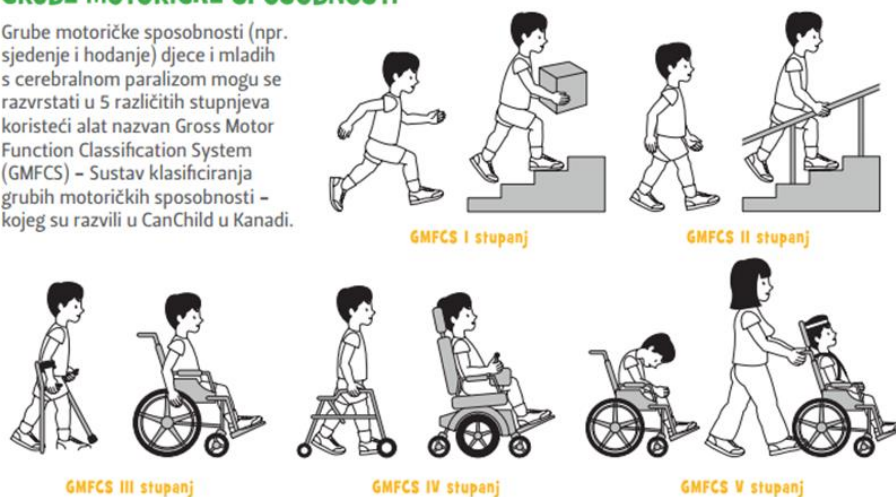 Grube motoričke sposobnosti (npr.
sjedenje i hodanje) djece i mladih
s cerebralnom paralizom mogu se
razvrstati u 5 različitih stupnjeva
koristeći alat nazvan Gross Motor
Function Classification System
(GMFCS) – Sustav klasificiranja
grubih motoričkih sposobnosti –
kojeg su razvili u CanChild u Kanadi.
GMFCS I stupanj
GMFCS II stupanj
GMFCS III stupanj
GMFCS IV stupanj
GMFCS V stupanj